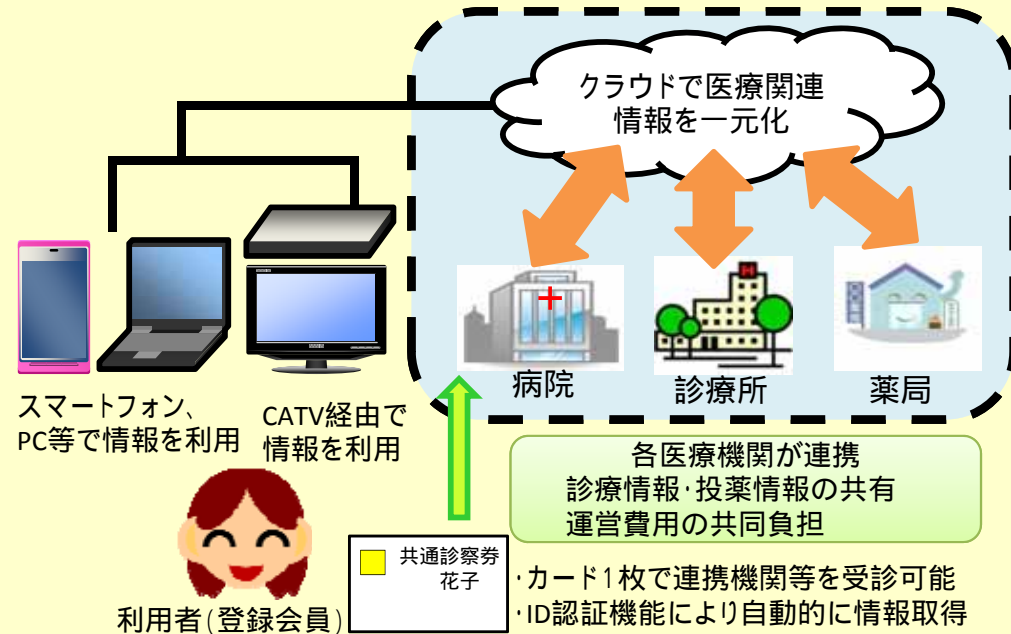 クラウドで医療関連
情報を一元化
病院
診療所
薬局
スマートフォン、
PC等で情報を利用
CATV経由で
情報を利用
各医療機関が連携
診療情報・投薬情報の共有
運営費用の共同負担
共通診察券
花子
利用者(登録会員)
・カード1枚で連携機関等を受診可能
・ID認証機能により自動的に情報取得